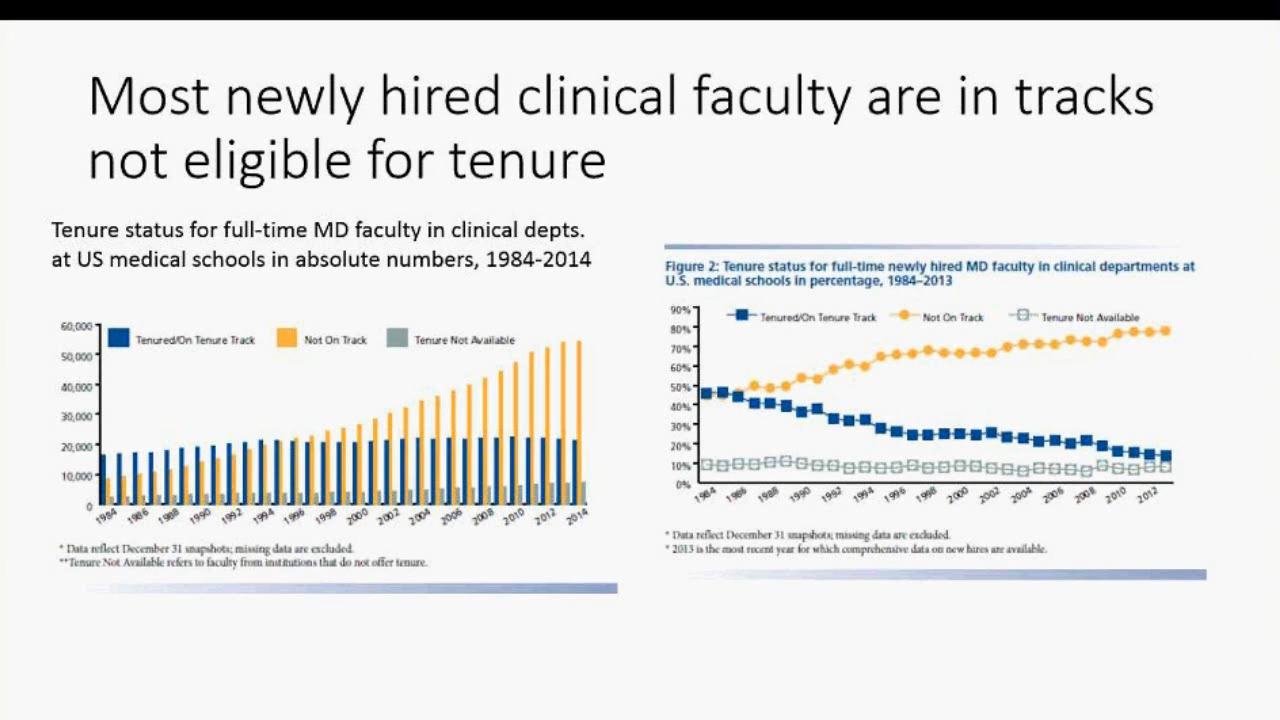 Most newly hired clinical faculty are in tracks
not eligible for tenure
Tenure status for full-time MD faculty in clinical depts.
at US medical schools in absolute numbers, 1984-2014
60,000
50,000
40,000
30,000
20,000
10,000
0
Tenured/On Tenure Track
Not On Track
Tenure Not Available
1984 1986 1988 1990 1992 1994 1996 1998 2000 2002 2004 2006 2008 2010 2012 2014
* Data reflect December 31 snapshots; missing data are excluded.
**Tenure Not Available refers to faculty from institutions that do not offer tenure.
Figure 2: Tenure status for full-time newly hired MD faculty in clinical departments at
U.S. medical schools in percentage, 1984–2013
90%
80%
70%
60%
50%
40%
30%
20%
10%
0%
Tenured/On Tenure Track
Not On Track
Tenure Not Available
1984 1986 1988 1990 1992 1994 1996 1998 2000 2002 2004 2006 2008 2010 2012
* Data reflect December 31 snapshots; missing data are excluded.
* 2013 is the most recent year for which comprehensive data on new hires are available.